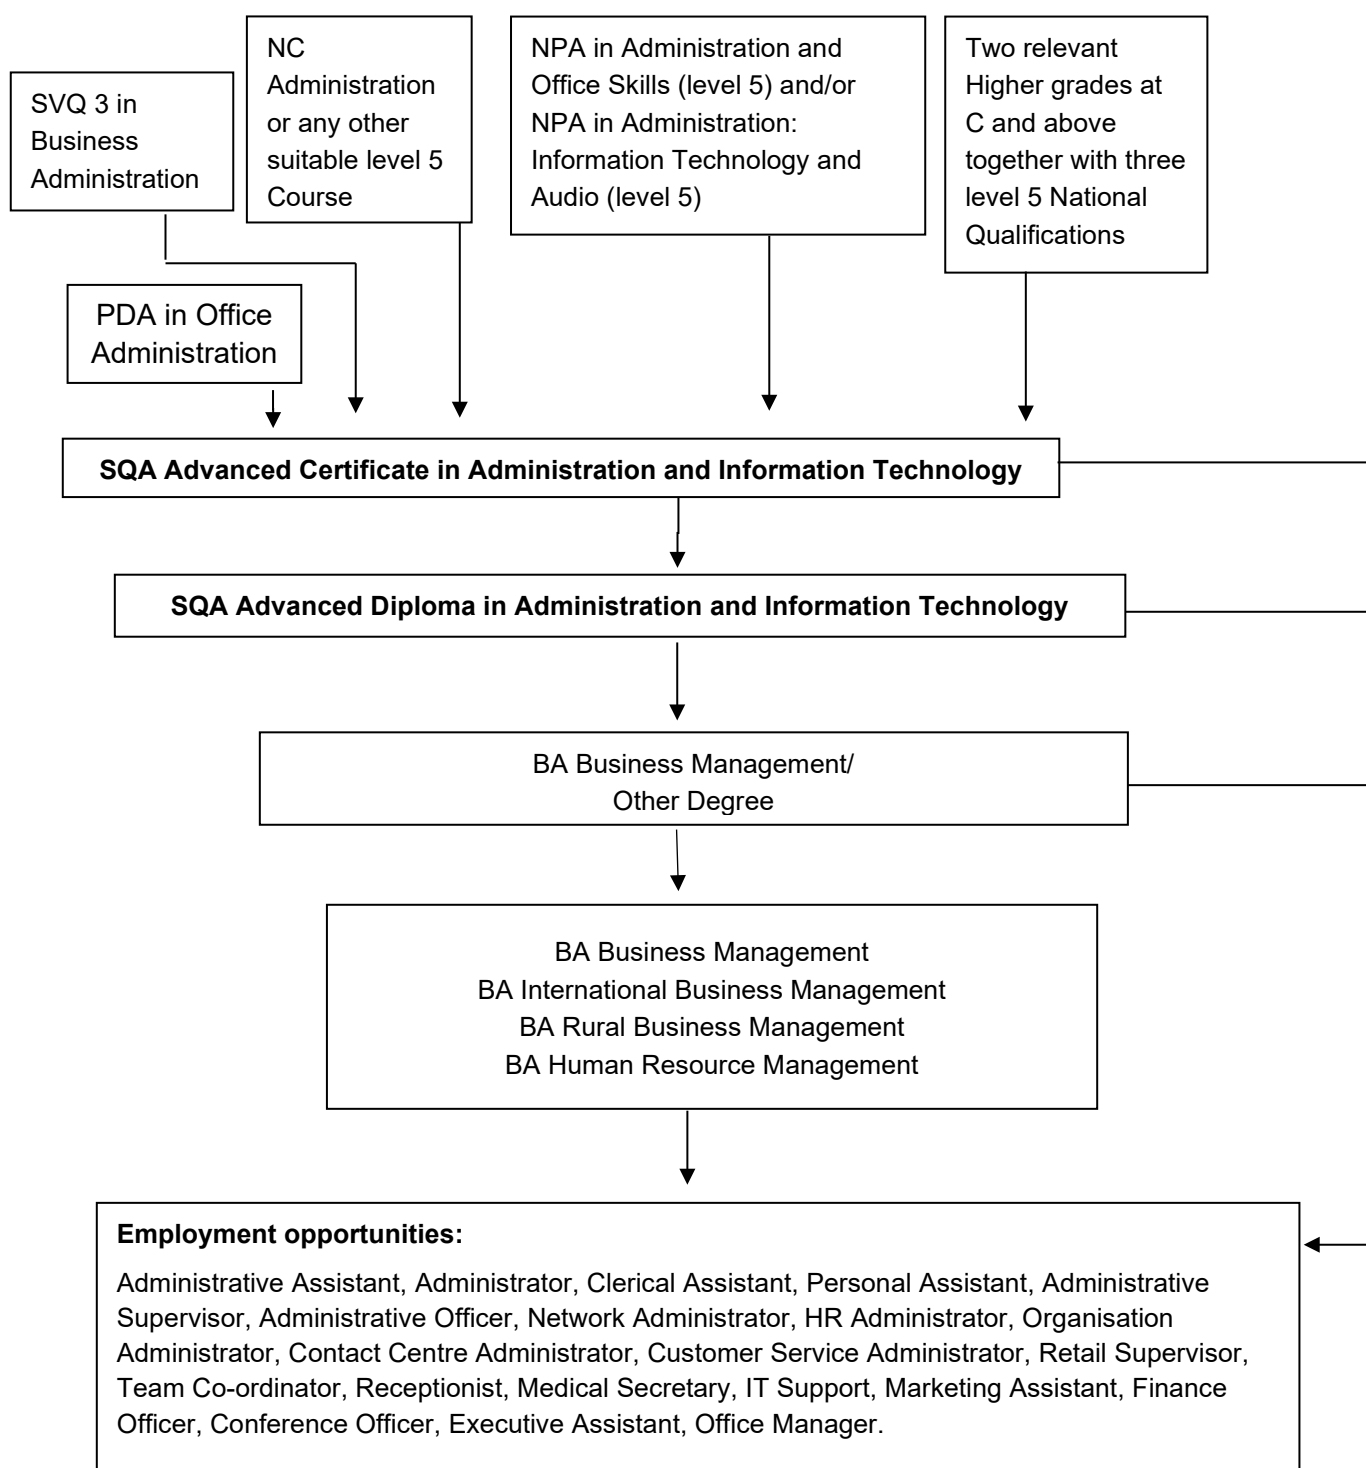 SVQ 3 in
Business
Administration
NC
Administration
or any other
suitable level 5
Course
NPA in Administration and
Office Skills (level 5) and/or
NPA in Administration:
Information Technology and
Audio (level 5)
Two relevant
Higher grades at
C and above
together with three
level 5 National
Qualifications
PDA in Office
Administration
SQA Advanced Certificate in Administration and Information Technology
SQA Advanced Diploma in Administration and Information Technology
BA Business Management/
Other Degree
BA Business Management
BA International Business Management
BA Rural Business Management
BA Human Resource Management
Employment opportunities:
Administrative Assistant, Administrator, Clerical Assistant, Personal Assistant, Administrative
Supervisor, Administrative Officer, Network Administrator, HR Administrator, Organisation
Administrator, Contact Centre Administrator, Customer Service Administrator, Retail Supervisor,
Team Co-ordinator, Receptionist, Medical Secretary, IT Support, Marketing Assistant, Finance
Officer, Conference Officer, Executive Assistant, Office Manager.